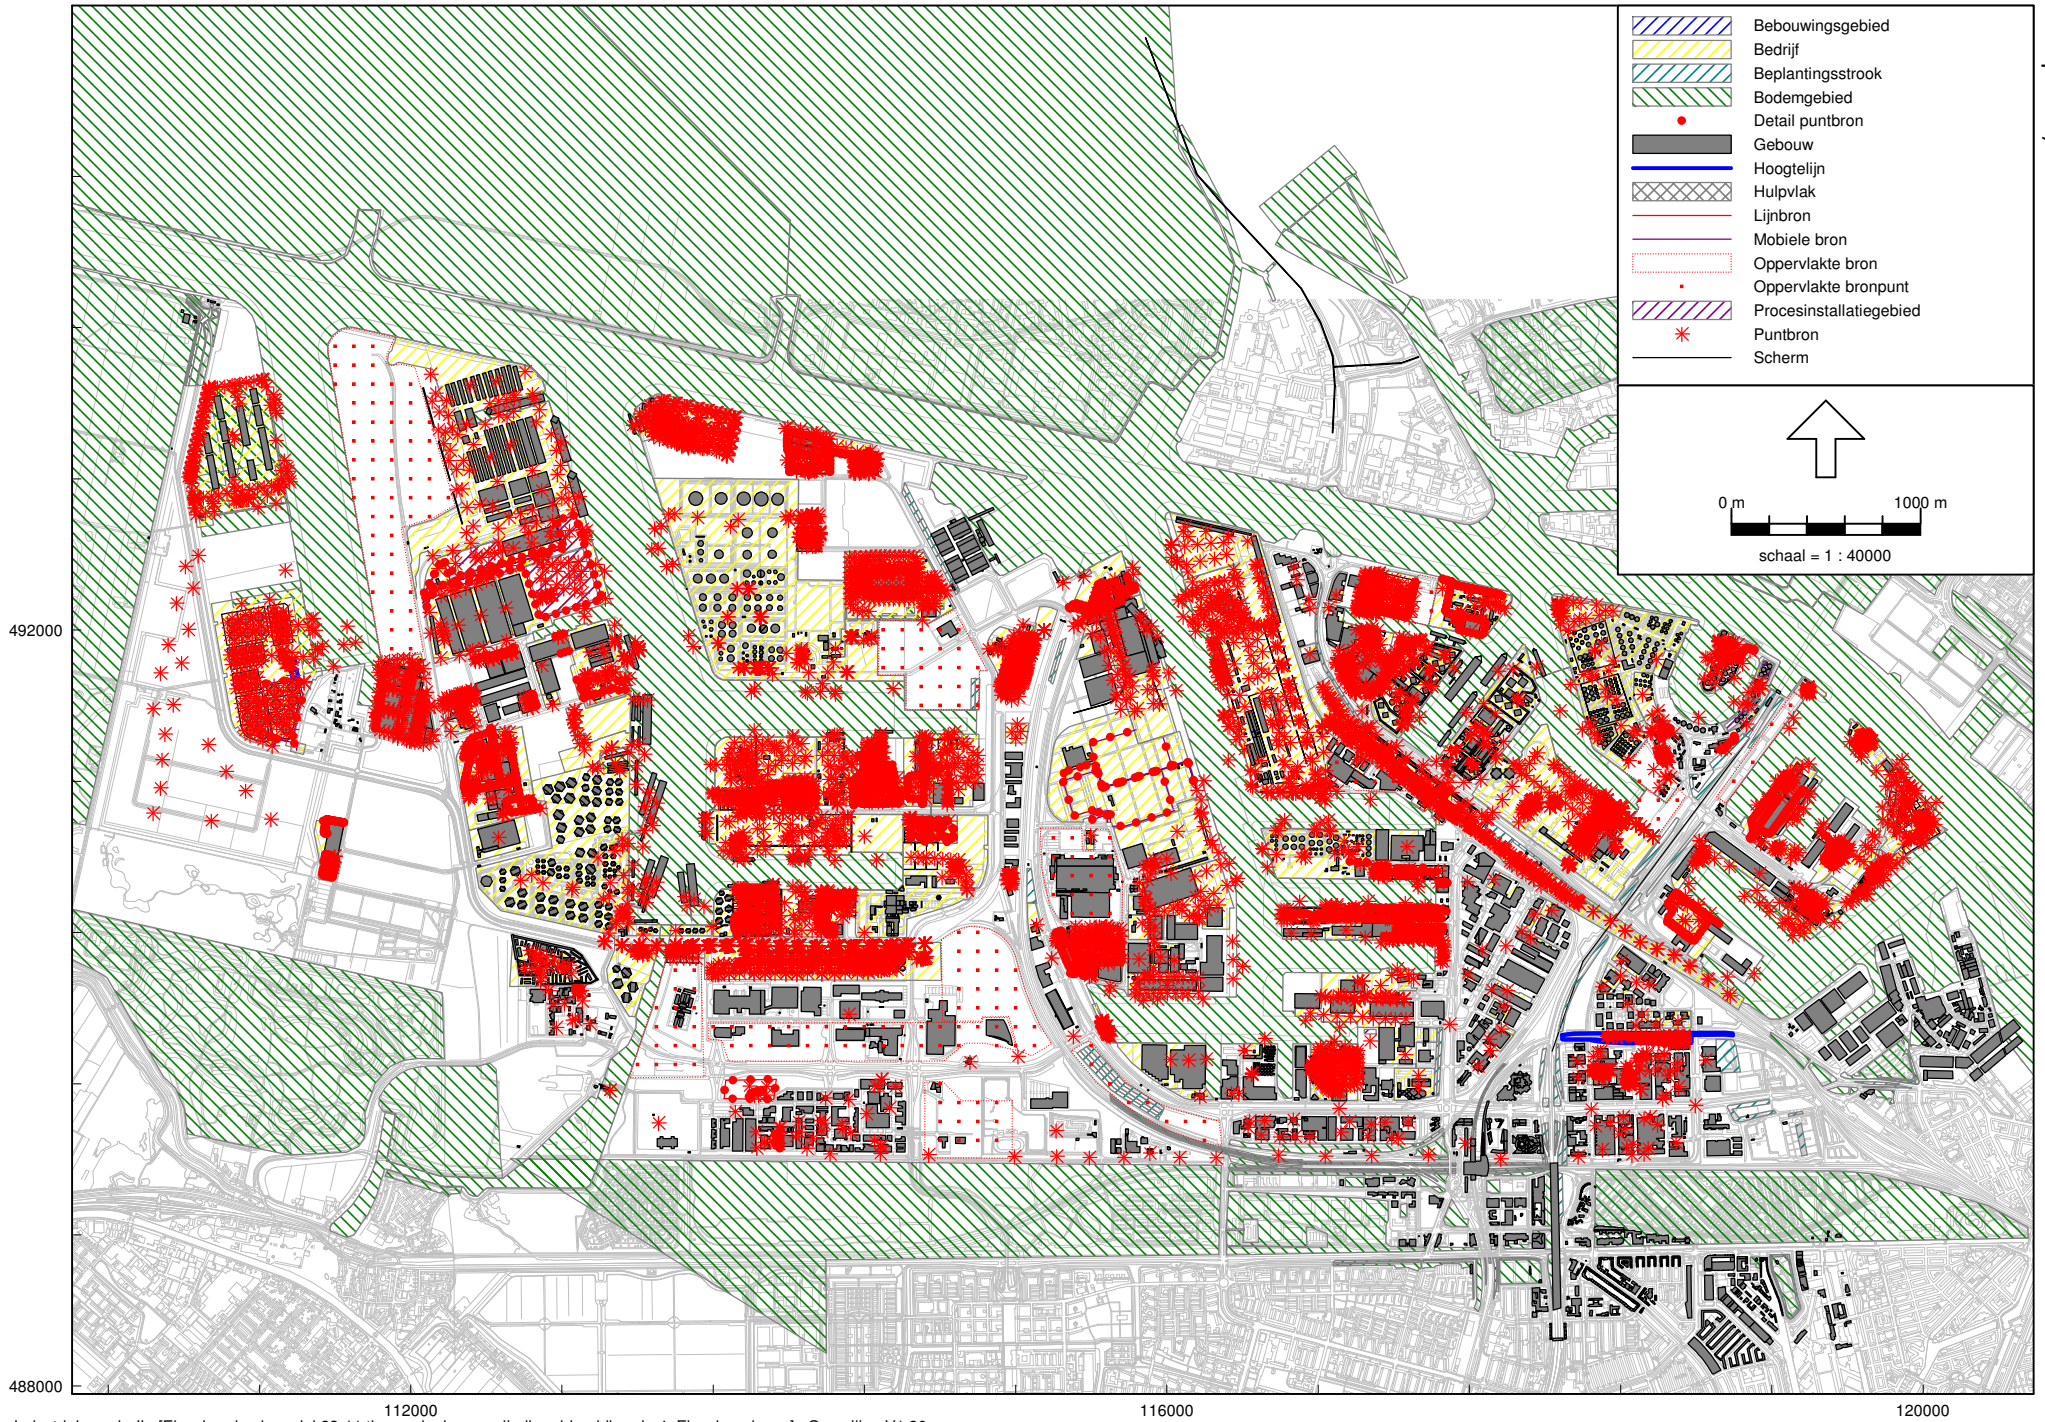 Bebouwingsgebied
Bedrijf
Beplantingsstrook
Bodemgebied
Detail puntbron
Gebouw
Hoogtelijn
Hulpvlak
Lijnbron
Mobiele bron
Oppervlakte bron
Oppervlakte bronpunt
Procesinstallatiegebied
Puntbron
Scherm
0 m 1000 m
schaal = 1 : 40000
492000
488000
112000 116000 120000